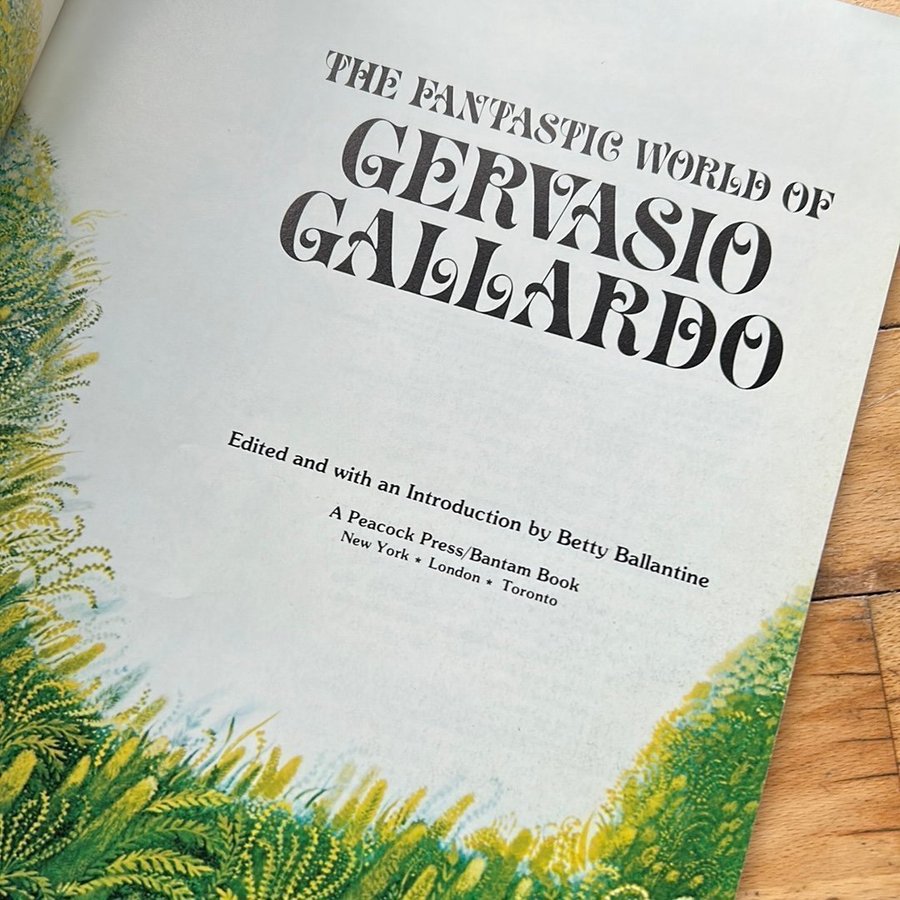 THE FANTASTIC WORLD OF
GERVASIO
GALLARDO
Edited and with an Introduction by Betty Ballantine
A Peacock Press/Bantam Book
New York ★ London ★ Toronto